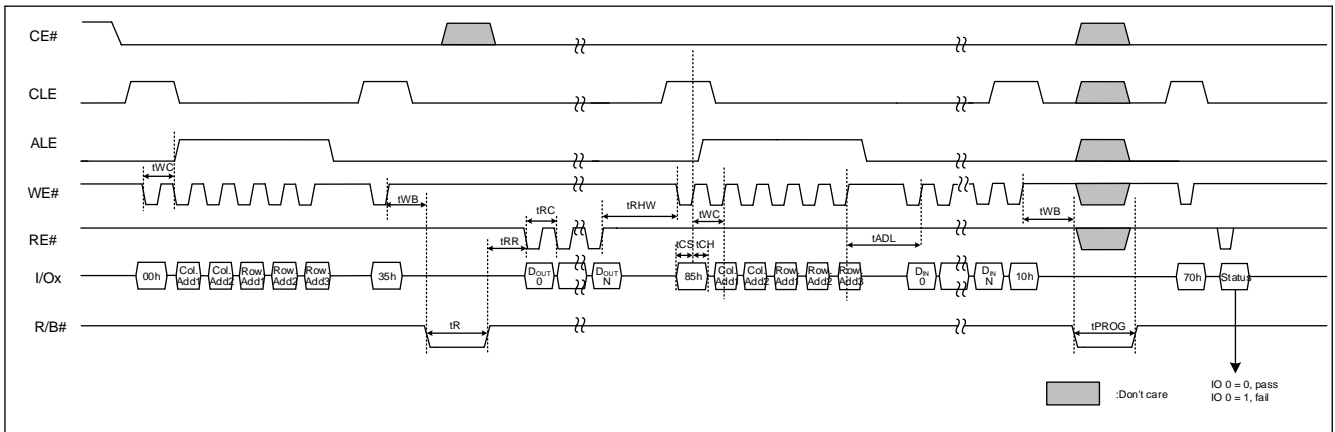 CE#
CLE
ALE
tWC
WE#
tWB
tRC
tRHW
tWC
tWB
RE#
tRR
tCS
tCH
tADL
I/Ox
00h
Col. Add1
Col. Add2
Row. Add1
Row. Add2
Row. Add3
35h
DOUT 0
DOUT N
85h
Col. Add1
Col. Add2
Row. Add1
Row. Add2
Row. Add3
DIN 0
DIN N
10h
70h
Status
R/B#
tR
tPROG
:Don't care
IO 0 = 0, pass
IO 0 = 1, fail